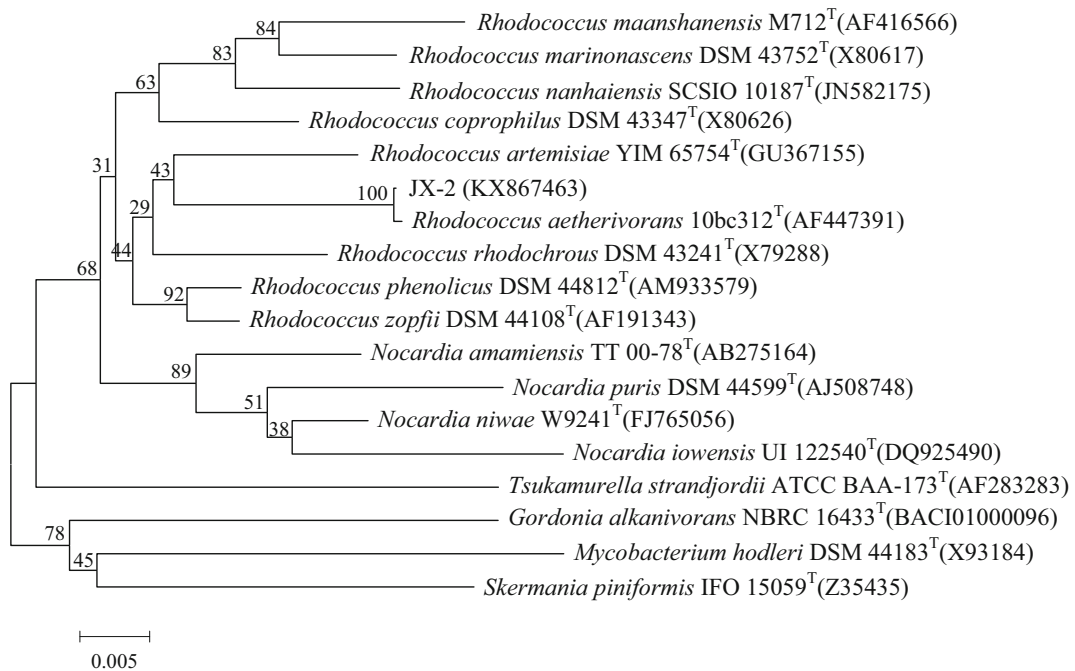 84 Rhodococcus maanshanensis M712T(AF416566)
83 Rhodococcus marinonascens DSM 43752T(X80617)
63 Rhodococcus nanhaiensis SCSIO 10187T(JN582175)
Rhodococcus coprophilus DSM 43347T(X80626)
31 43 Rhodococcus artemisiae YIM 65754T(GU367155)
100 JX-2 (KX867463)
29 Rhodococcus aetherivorans 10bc312T(AF447391)
44 Rhodococcus rhodochrous DSM 43241T(X79288)
68 92 Rhodococcus phenolicus DSM 44812T(AM933579)
Rhodococcus zopfii DSM 44108T(AF191343)
89 Nocardia amamiensis TT 00-78T(AB275164)
51 Nocardia puris DSM 44599T(AJ508748)
38 Nocardia niwae W9241T(FJ765056)
Nocardia iowensis UI 122540T(DQ925490)
Tsukamurella strandjordii ATCC BAA-173T(AF283283)
78 Gordonia alkanivorans NBRC 16433T(BACI01000096)
45 Mycobacterium hodleri DSM 44183T(X93184)
Skermania piniformis IFO 15059T(Z35435)
0.005